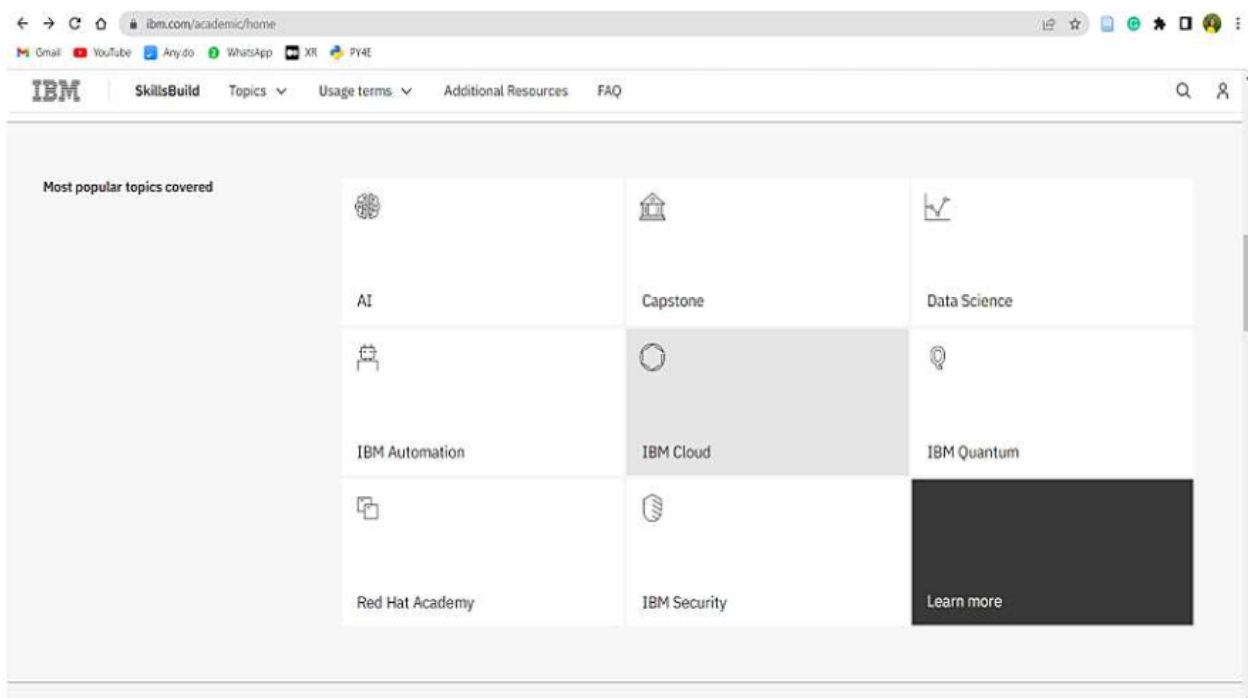 ibm.com/academic/home
Gmail YouTube Any.do WhatsApp XR PY4E
IBM SkillsBuild Topics Usage terms Additional Resources FAQ
Most popular topics covered
AI Capstone Data Science
IBM Automation IBM Cloud IBM Quantum
Red Hat Academy IBM Security Learn more